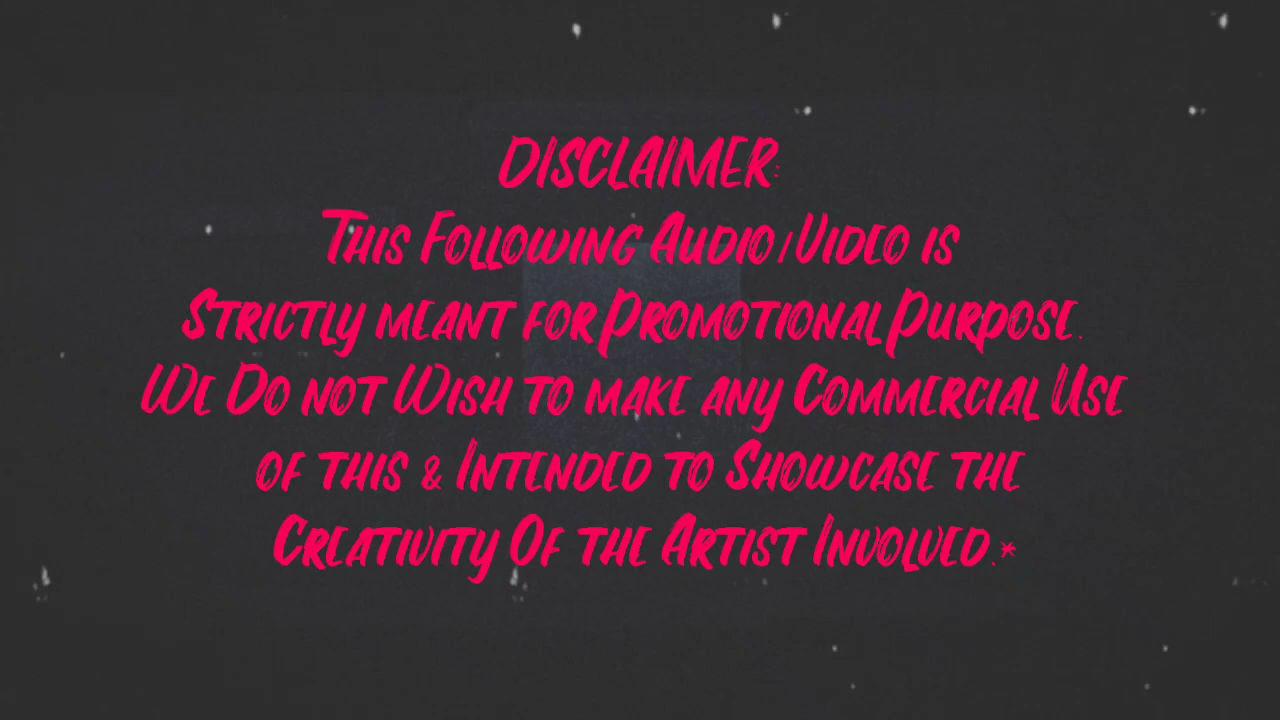 DISCLAIMER:
This Following Audio/Video is
Strictly meant for Promotional Purpose.
We Do not Wish to make any Commercial Use
of this & Intended to Showcase the
Creativity Of the Artist Involved.*